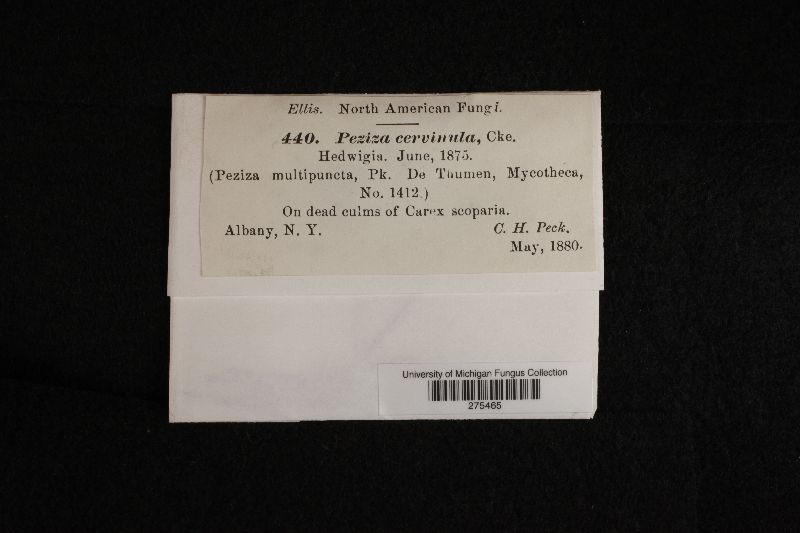 Ellis. North American Fungi.
440. Peziza cervinula, Cke.
Hedwigia. June, 1875.
(Peziza multipuncta, Pk. De Thumen, Mycotheca,
No. 1412.)
On dead culms of Carex scoparia.
Albany, N. Y. C. H. Peck.
May, 1880.
University of Michigan Fungus Collection
275465